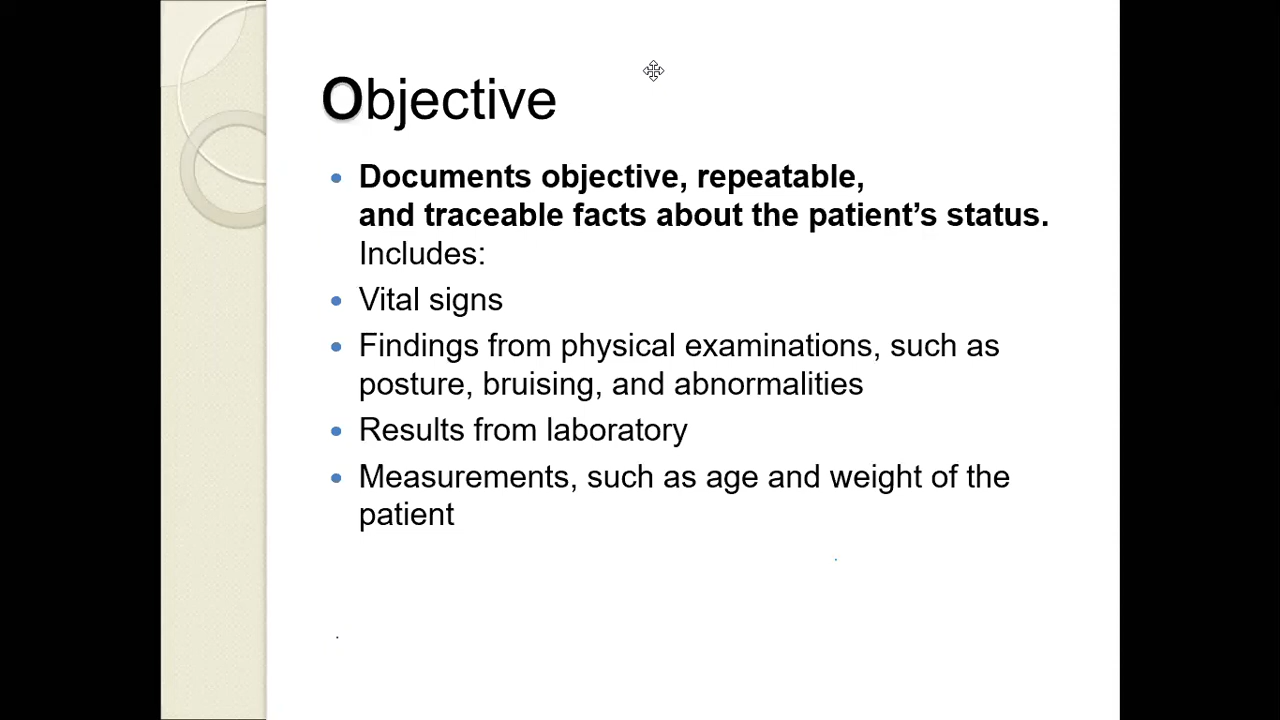 Objective
• Documents objective, repeatable,
and traceable facts about the patient’s status.
Includes:
• Vital signs
• Findings from physical examinations, such as
posture, bruising, and abnormalities
• Results from laboratory
• Measurements, such as age and weight of the
patient